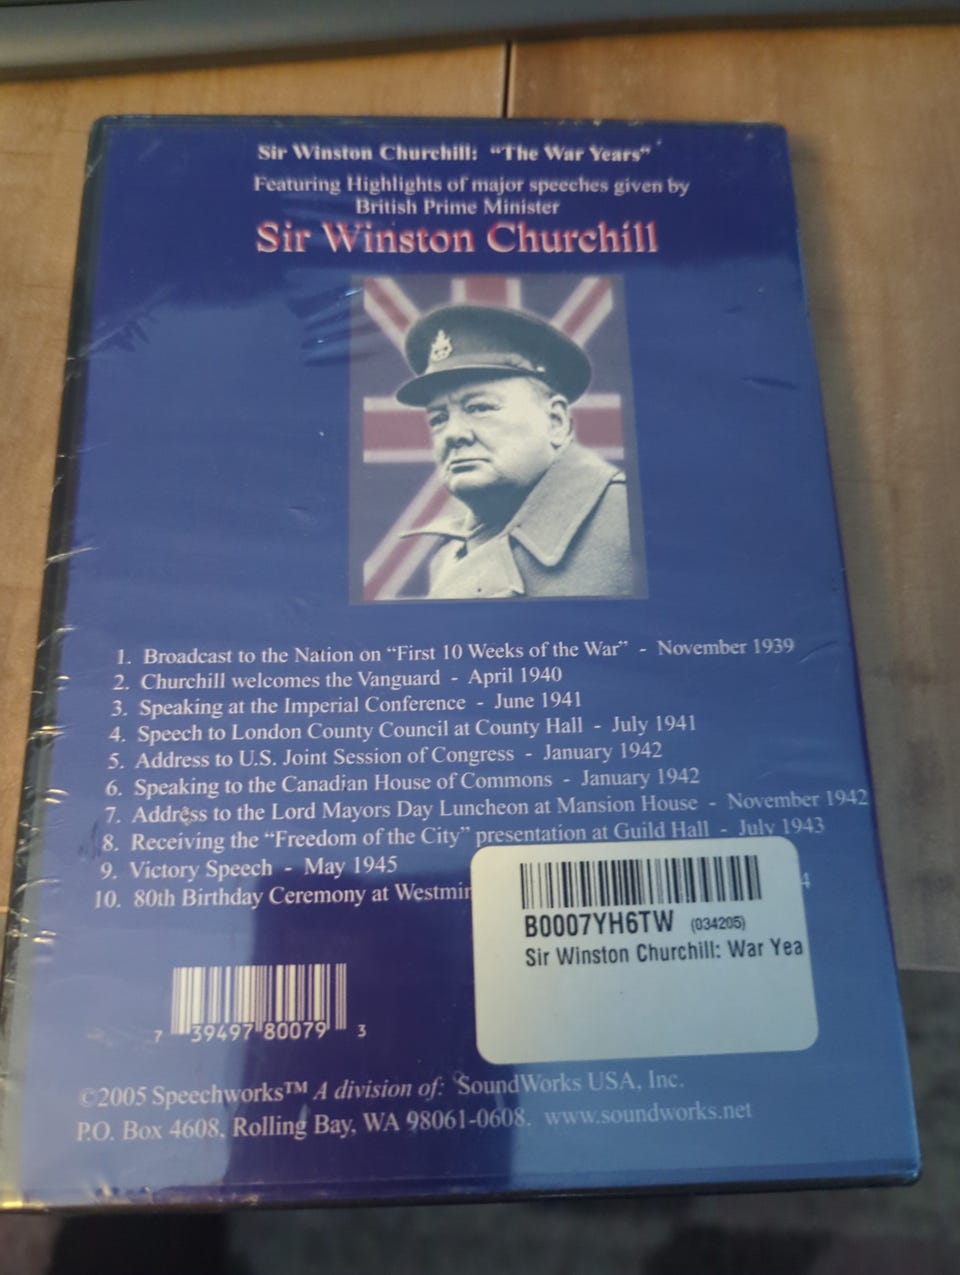 Sir Winston Churchill: "The War Years"
Featuring Highlights of major speeches given by
British Prime Minister
Sir Winston Churchill
1. Broadcast to the Nation on "First 10 Weeks of the War" - November 1939
2. Churchill welcomes the Vanguard - April 1940
3. Speaking at the Imperial Conference - June 1941
4. Speech to London County Council at County Hall - July 1941
5. Address to U.S. Joint Session of Congress - January 1942
6. Speaking to the Canadian House of Commons - January 1942
7. Address to the Lord Mayors Day Luncheon at Mansion House - November 1942
8. Receiving the "Freedom of the City" presentation at Guild Hall - July 1943
9. Victory Speech - May 1945
10. 80th Birthday Ceremony at Westmin 4
B0007YH6TW (034205)
Sir Winston Churchill: War Yea
7 39497 80079 3
©2005 Speechworks™ A division of: SoundWorks USA, Inc.
P.O. Box 4608, Rolling Bay, WA 98061-0608. www.soundworks.net